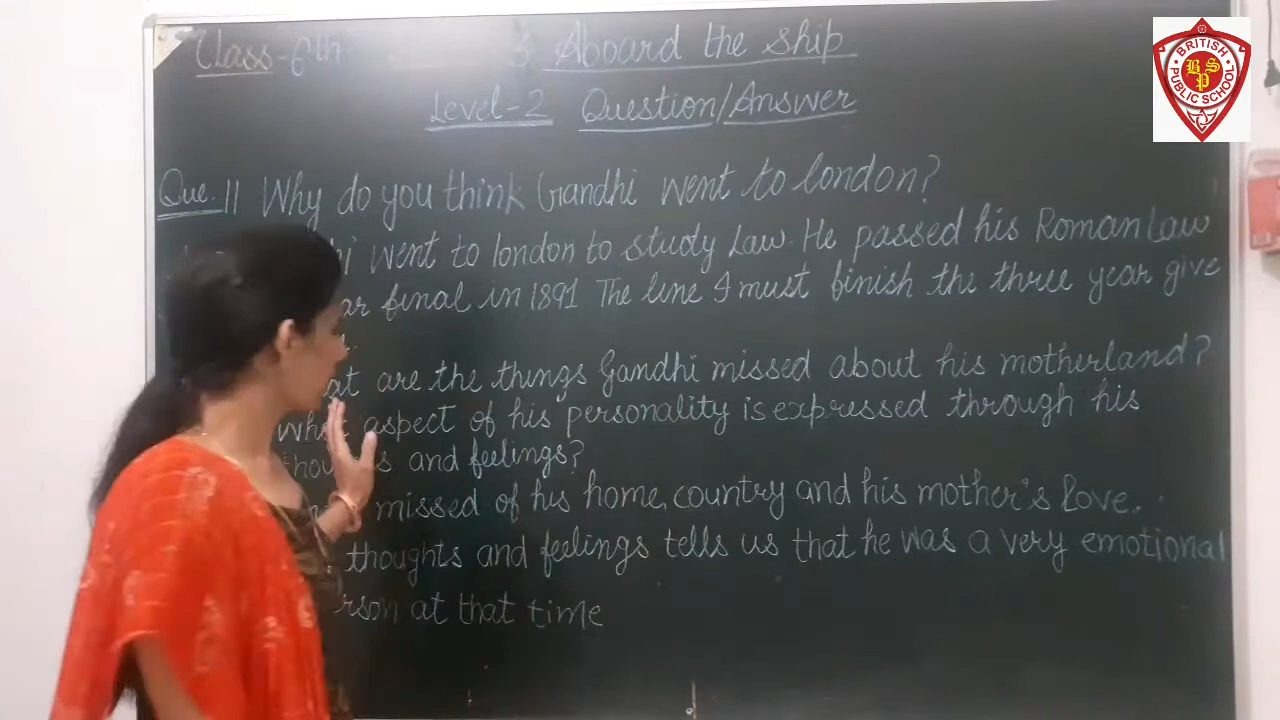 Class-6th 3 Aboard the Ship
Level-2 Question/Answer
Que. 11 Why do you think Gandhi went to london?
went to london to study Law. He passed his Roman Law
final in 1891 The line I must finish the three year give
are the things Gandhi missed about his motherland?
What aspect of his personality is expressed through his
and feelings?
missed of his home, country and his mother's Love.
thoughts and feelings tells us that he was a very emotional
at that time
BRITISH
PUBLIC SCHOOL
BPS